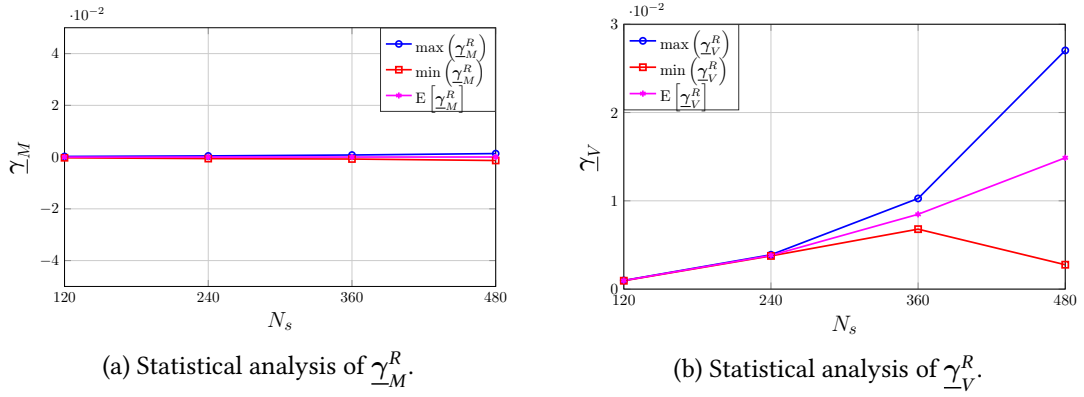 ·10⁻²
4
2
0
−2
−4
120
240
360
480
γ_M
N_s
max (γ_M^R)
min (γ_M^R)
E [γ_M^R]
(a) Statistical analysis of γ_M^R.
·10⁻²
3
2
1
0
120
240
360
480
γ_V
N_s
max (γ_V^R)
min (γ_V^R)
E [γ_V^R]
(b) Statistical analysis of γ_V^R.